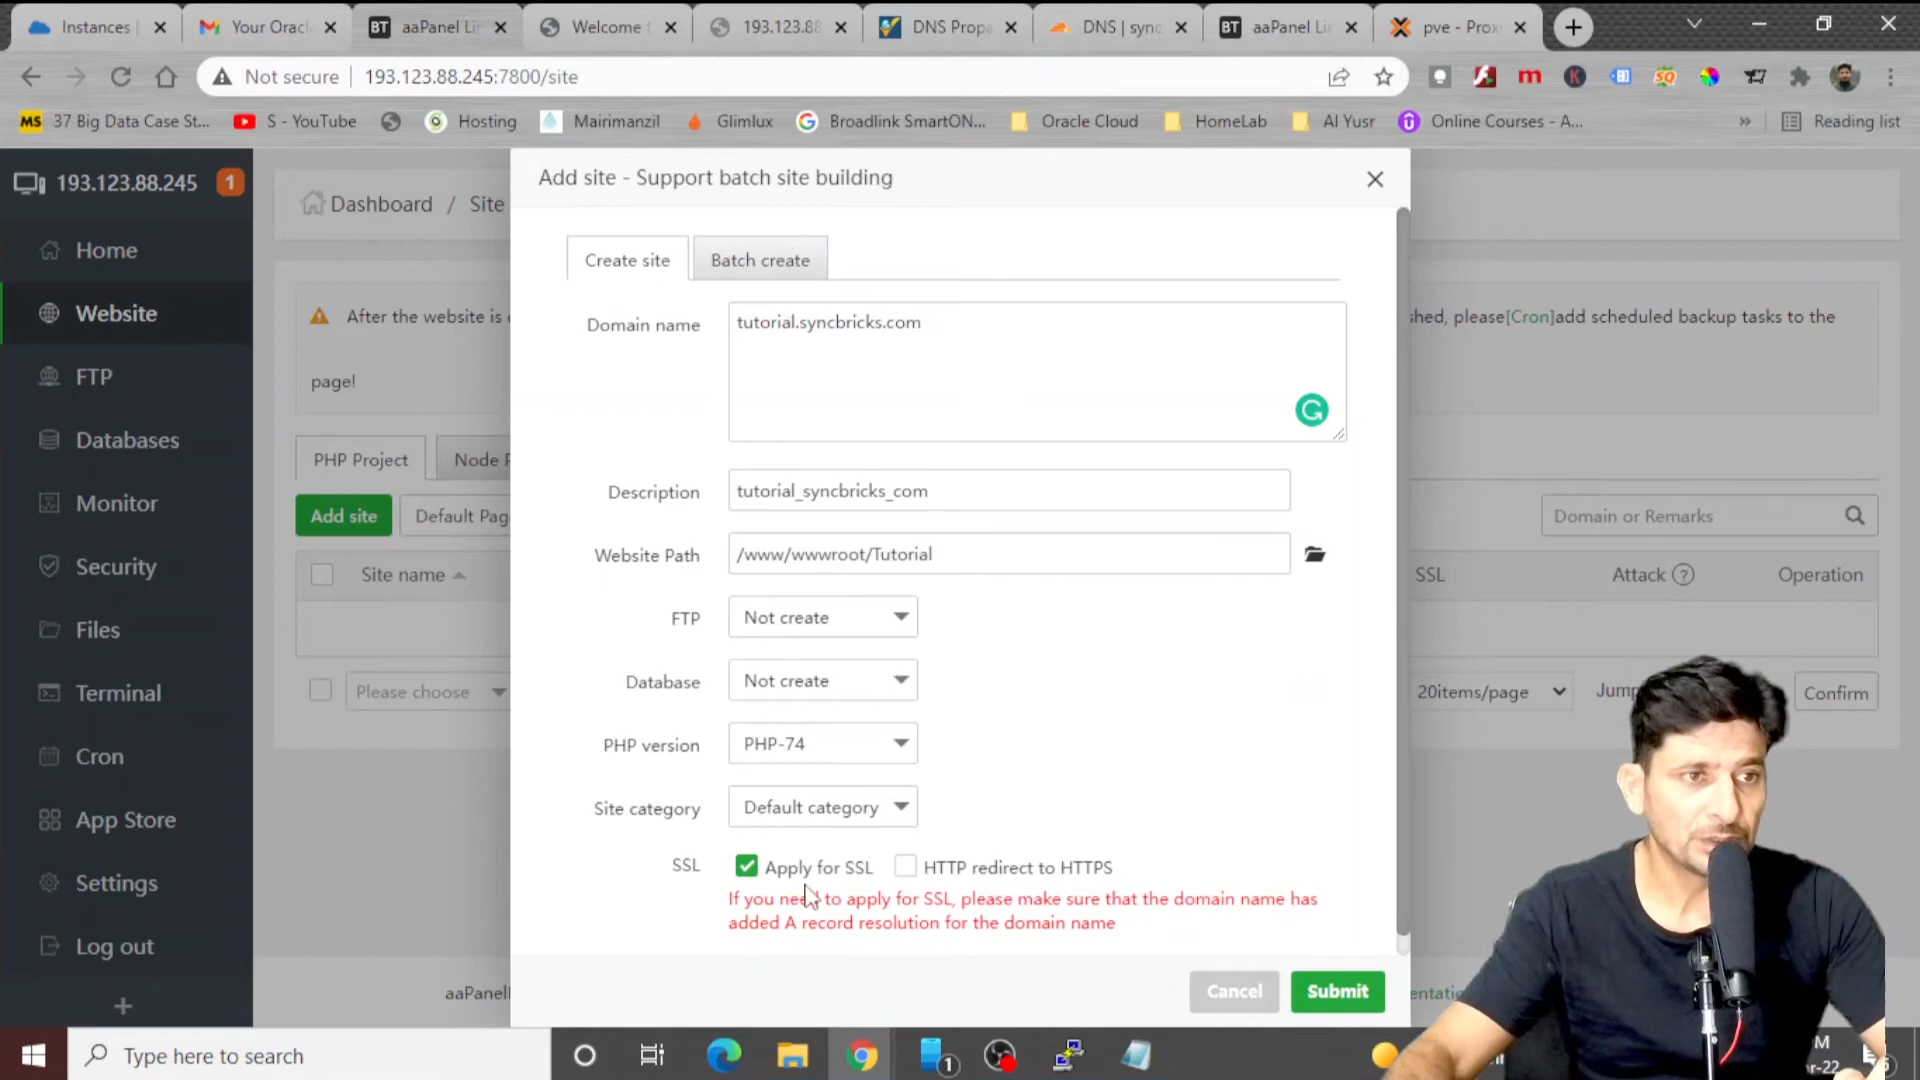 Instances
Your Oracl
BT aaPanel Lin
Welcome t
193.123.88
DNS Propa
DNS | sync
BT aaPanel Lin
pve - Prox
Not secure 193.123.88.245:7800/site
MS 37 Big Data Case St...
S - YouTube
Hosting
Mairimanzil
Glimlux
Broadlink SmartON...
Oracle Cloud
HomeLab
Al Yusr
Online Courses - A...
»
Reading list
193.123.88.245 1
Home
Website
FTP
Databases
Monitor
Security
Files
Terminal
Cron
App Store
Settings
Log out
Dashboard / Site
After the website is
shed, please[Cron]add scheduled backup tasks to the
page!
PHP Project
Node P
Add site
Default Pag
Domain or Remarks
Site name
SSL
Attack ?
Operation
Please choose
20items/page
Jump
Confirm
aaPanel
Add site - Support batch site building
Create site
Batch create
Domain name tutorial.syncbricks.com
Description tutorial_syncbricks_com
Website Path /www/wwwroot/Tutorial
FTP Not create
Database Not create
PHP version PHP-74
Site category Default category
SSL Apply for SSL HTTP redirect to HTTPS
If you need to apply for SSL, please make sure that the domain name has
added A record resolution for the domain name
Cancel
Submit
Type here to search
1